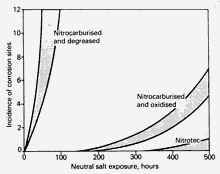 12
Nitrocarburised
and degreased
10
8
Nitrocarburised
and oxidised
6
4
2
Nitrotec
0
0 100 200 300 400 500
Incidence of corrosion sites
Neutral salt exposure, hours